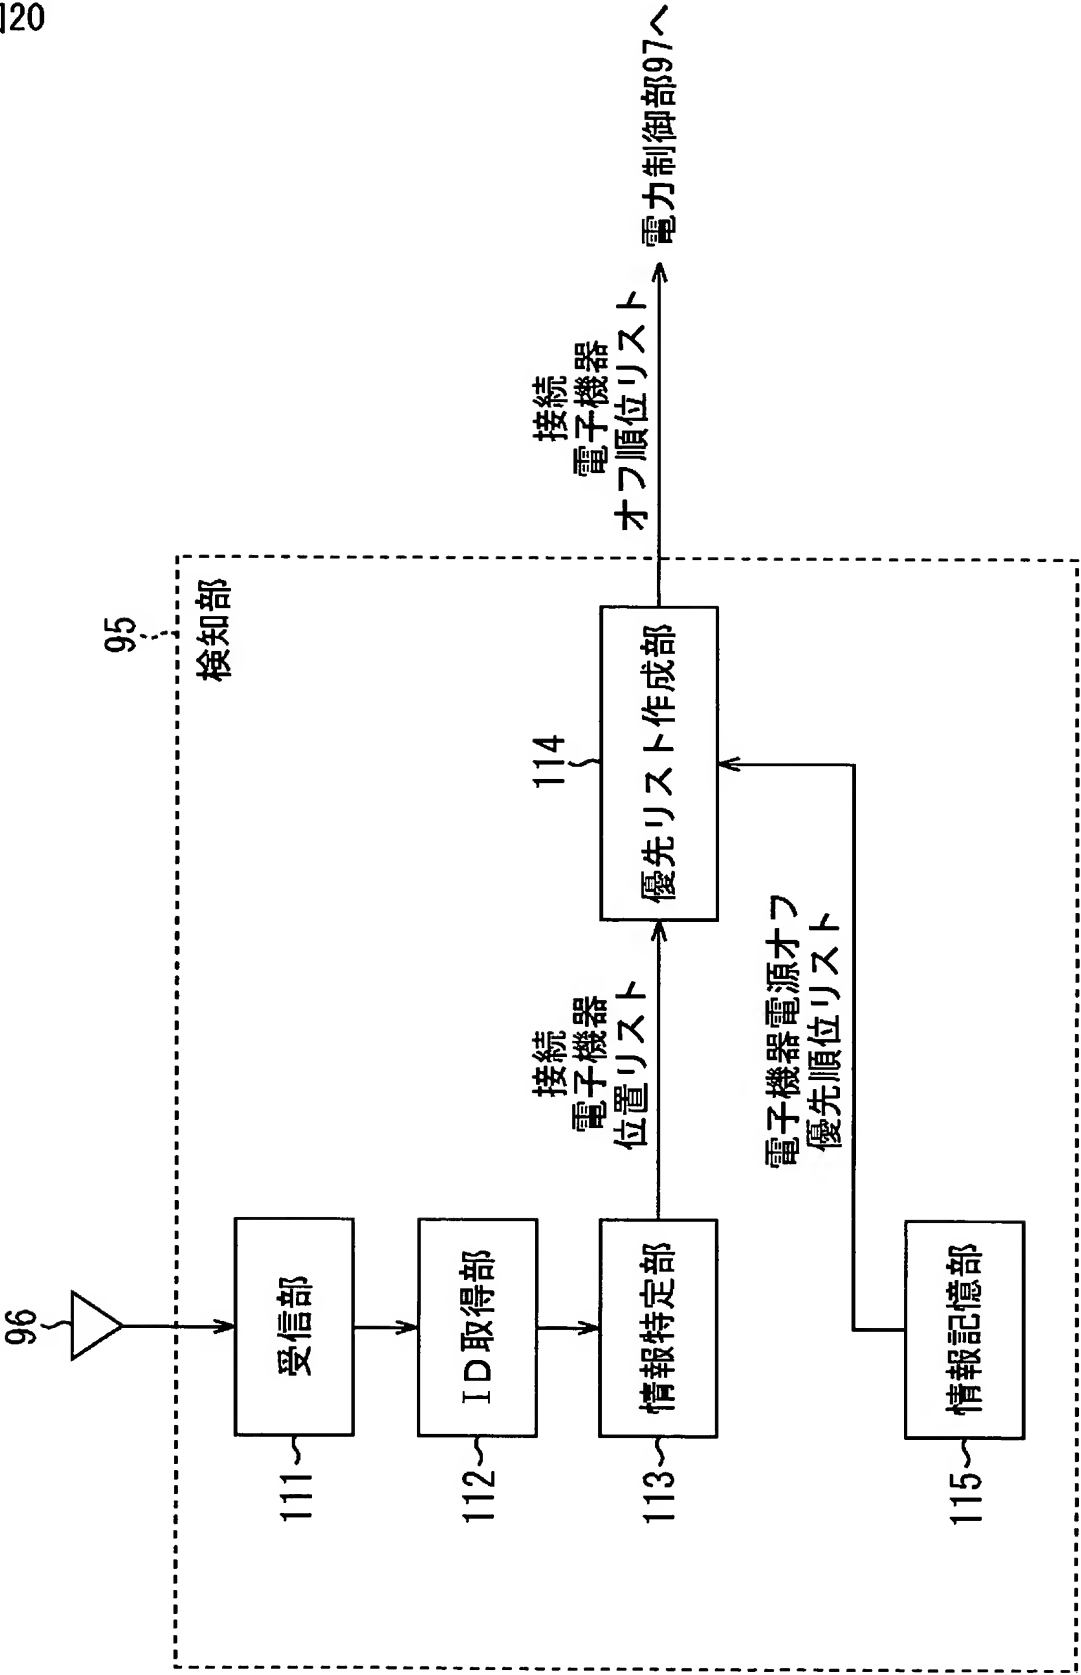 図20
96
95
検知部
111
受信部
112
ID取得部
113
情報特定部
接続
電子機器
位置リスト
114
優先リスト作成部
接続
電子機器
オフ順位リスト
電力制御部97へ
電子機器電源オフ
優先順位リスト
115
情報記憶部